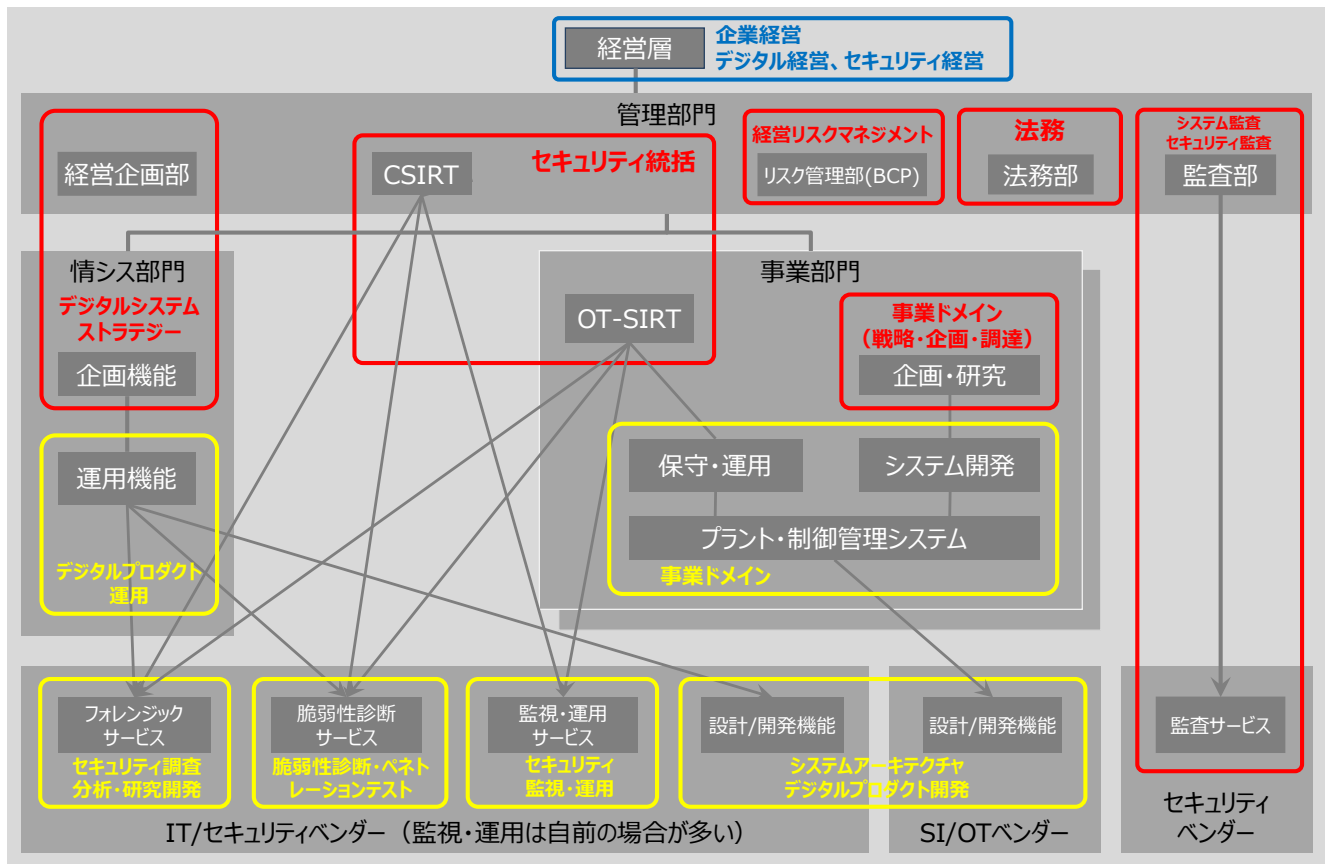 経営層
企業経営
デジタル経営、セキュリティ経営
管理部門
経営企画部
CSIRT
セキュリティ統括
経営リスクマネジメント
リスク管理部(BCP)
法務
法務部
システム監査
セキュリティ監査
監査部
情シス部門
デジタルシステム
ストラテジー
企画機能
運用機能
デジタルプロダクト
運用
事業部門
OT-SIRT
事業ドメイン
（戦略・企画・調達）
企画・研究
保守・運用
システム開発
プラント・制御管理システム
事業ドメイン
フォレンジック
サービス
セキュリティ調査
分析・研究開発
脆弱性診断
サービス
脆弱性診断・ペネト
レーションテスト
監視・運用
サービス
セキュリティ
監視・運用
設計/開発機能
設計/開発機能
システムアーキテクチャ
デジタルプロダクト開発
監査サービス
IT/セキュリティベンダー（監視・運用は自前の場合が多い）
SI/OTベンダー
セキュリティ
ベンダー